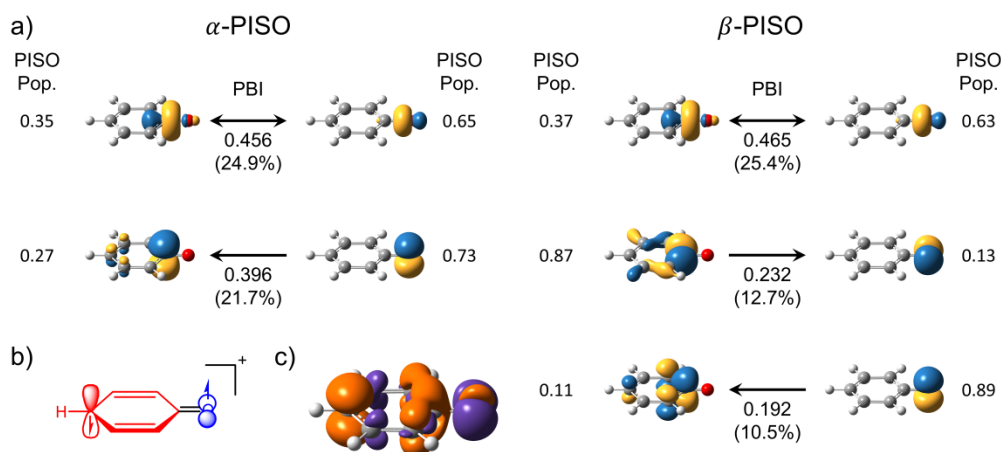 a)
α-PISO
β-PISO
PISO
Pop.
PBI
PISO
Pop.
PISO
Pop.
PBI
PISO
Pop.
0.35
0.456
(24.9%)
0.65
0.37
0.465
(25.4%)
0.63
0.27
0.396
(21.7%)
0.73
0.87
0.232
(12.7%)
0.13
b)
H
+
c)
0.11
0.192
(10.5%)
0.89